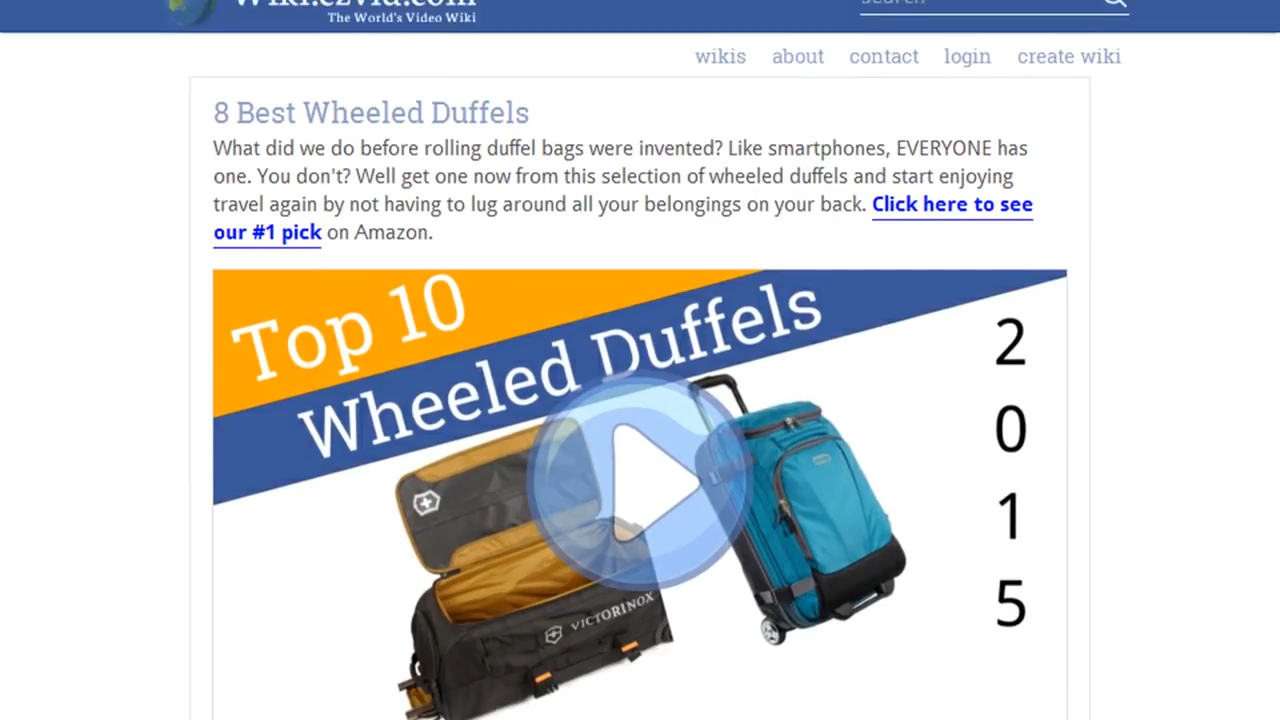 Wiki.ezvid.com
The World's Video Wiki
search
wikis about contact login create wiki
8 Best Wheeled Duffels
What did we do before rolling duffel bags were invented? Like smartphones, EVERYONE has
one. You don't? Well get one now from this selection of wheeled duffels and start enjoying
travel again by not having to lug around all your belongings on your back. Click here to see
our #1 pick on Amazon.
Top 10
Wheeled Duffels
2
0
1
5
VICTORINOX